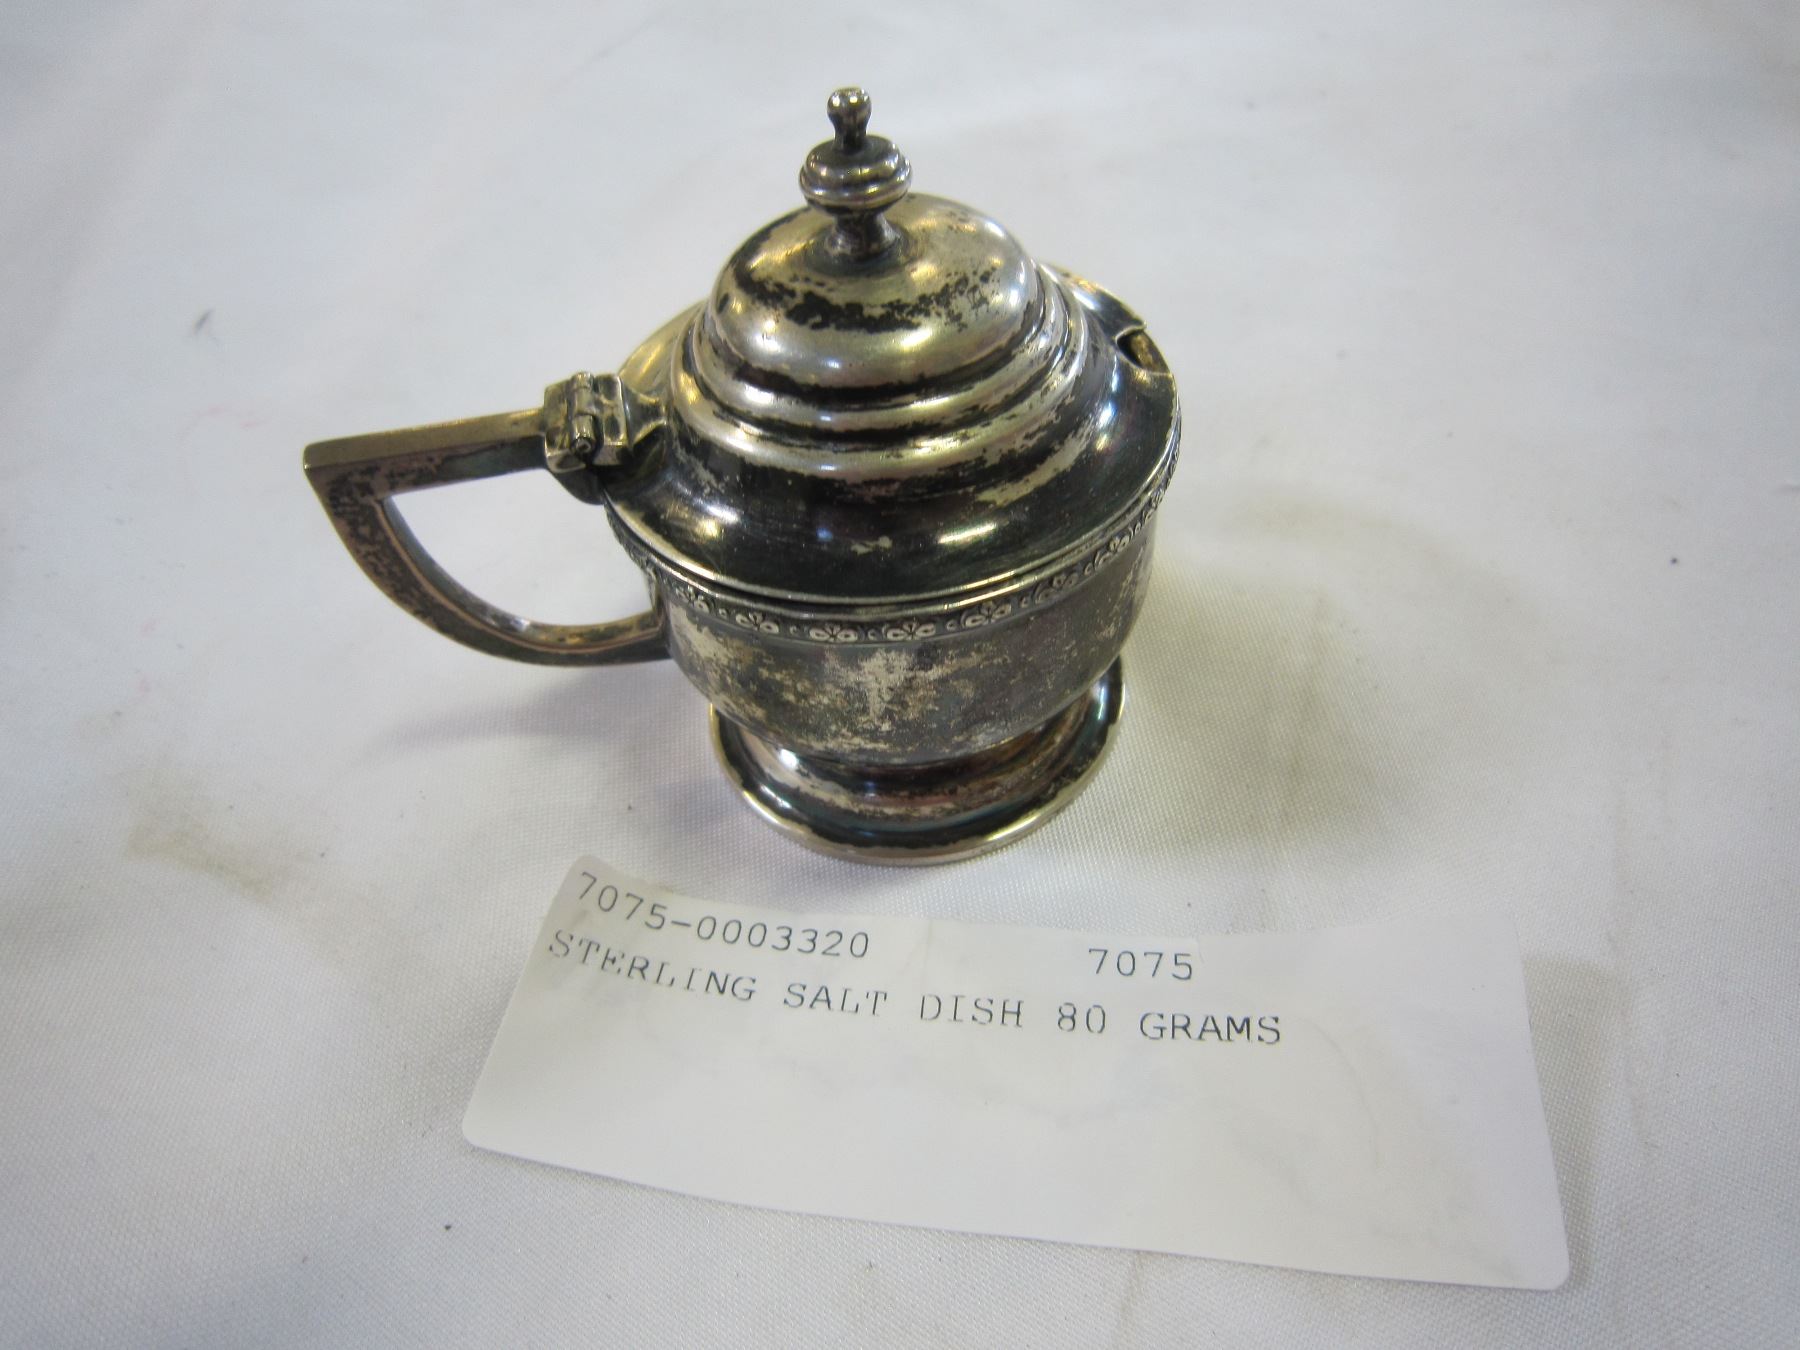 7075-0003320 7075
STERLING SALT DISH 80 GRAMS